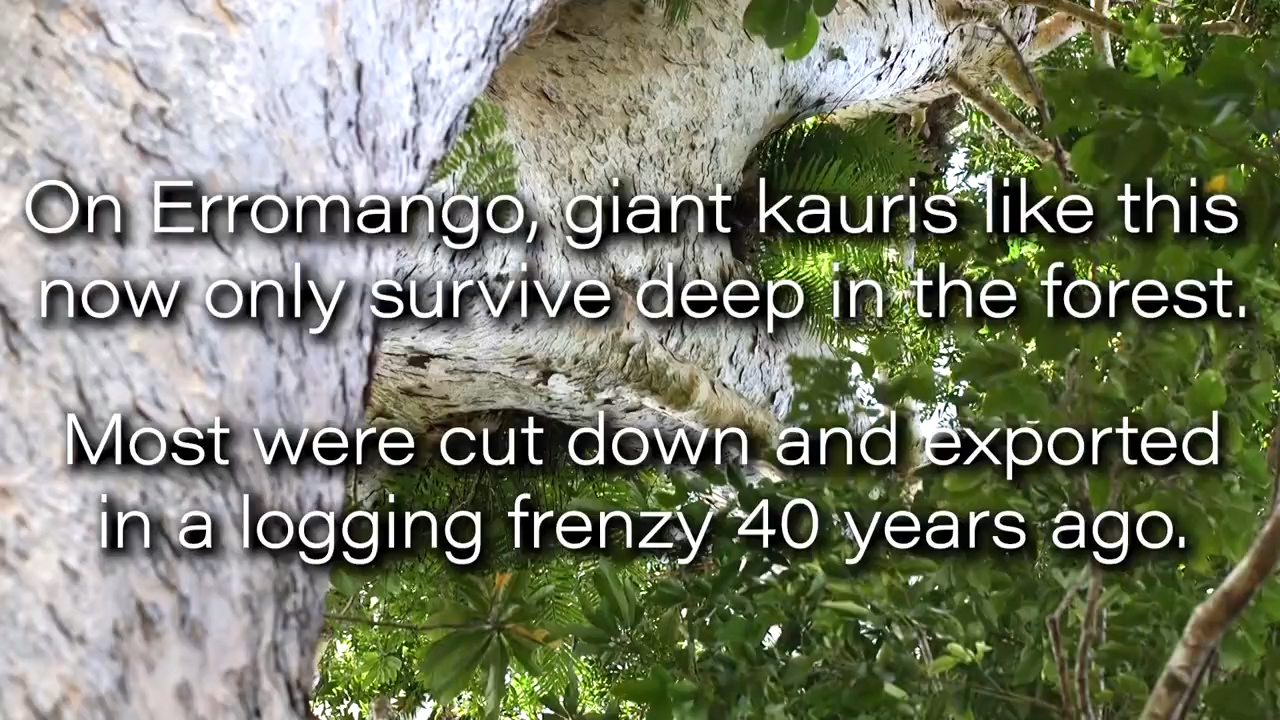 On Erromango, giant kauris like this
now only survive deep in the forest.
Most were cut down and exported
in a logging frenzy 40 years ago.